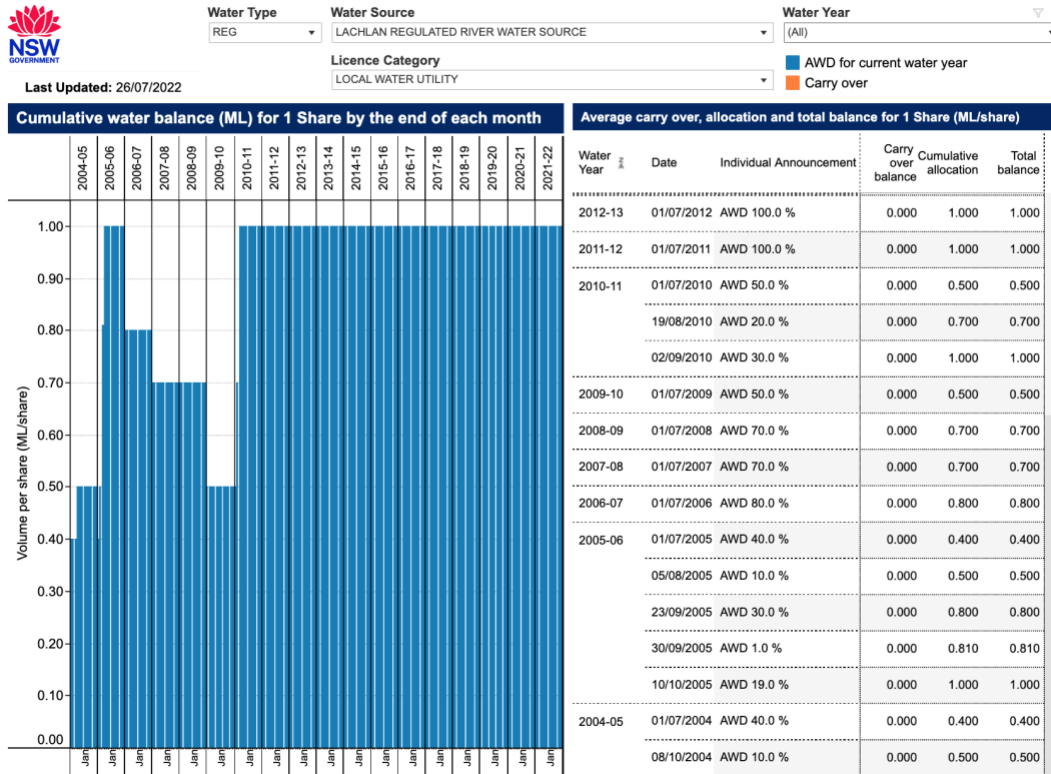 NSW
GOVERNMENT
Last Updated: 26/07/2022
Water Type
REG
Water Source
LACHLAN REGULATED RIVER WATER SOURCE
Licence Category
LOCAL WATER UTILITY
Water Year
(All)
AWD for current water year
Carry over
Cumulative water balance (ML) for 1 Share by the end of each month
2004-05 2005-06 2006-07 2007-08 2008-09 2009-10 2010-11 2011-12 2012-13 2013-14 2014-15 2015-16 2016-17 2017-18 2018-19 2019-20 2020-21 2021-22
Volume per share (ML/share)
1.00
0.90
0.80
0.70
0.60
0.50
0.40
0.30
0.20
0.10
0.00
Jan Jan Jan Jan Jan Jan Jan Jan Jan Jan Jan Jan Jan Jan Jan Jan Jan Jan
Average carry over, allocation and total balance for 1 Share (ML/share)
Water Year Date Individual Announcement Carry over balance Cumulative allocation Total balance
2012-13 01/07/2012 AWD 100.0 % 0.000 1.000 1.000
2011-12 01/07/2011 AWD 100.0 % 0.000 1.000 1.000
2010-11 01/07/2010 AWD 50.0 % 0.000 0.500 0.500
19/08/2010 AWD 20.0 % 0.000 0.700 0.700
02/09/2010 AWD 30.0 % 0.000 1.000 1.000
2009-10 01/07/2009 AWD 50.0 % 0.000 0.500 0.500
2008-09 01/07/2008 AWD 70.0 % 0.000 0.700 0.700
2007-08 01/07/2007 AWD 70.0 % 0.000 0.700 0.700
2006-07 01/07/2006 AWD 80.0 % 0.000 0.800 0.800
2005-06 01/07/2005 AWD 40.0 % 0.000 0.400 0.400
05/08/2005 AWD 10.0 % 0.000 0.500 0.500
23/09/2005 AWD 30.0 % 0.000 0.800 0.800
30/09/2005 AWD 1.0 % 0.000 0.810 0.810
10/10/2005 AWD 19.0 % 0.000 1.000 1.000
2004-05 01/07/2004 AWD 40.0 % 0.000 0.400 0.400
08/10/2004 AWD 10.0 % 0.000 0.500 0.500